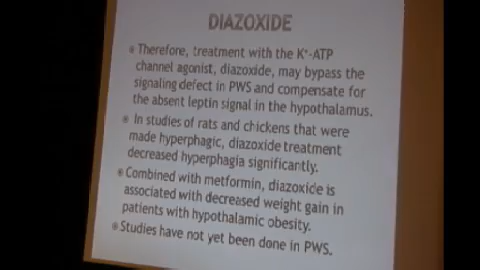 DIAZOXIDE
Therefore, treatment with the K⁺-ATP
channel agonist, diazoxide, may bypass the
signaling defect in PWS and compensate for
the absent leptin signal in the hypothalamus.
In studies of rats and chickens that were
made hyperphagic, diazoxide treatment
decreased hyperphagia significantly.
Combined with metformin, diazoxide is
associated with decreased weight gain in
patients with hypothalamic obesity.
Studies have not yet been done in PWS.